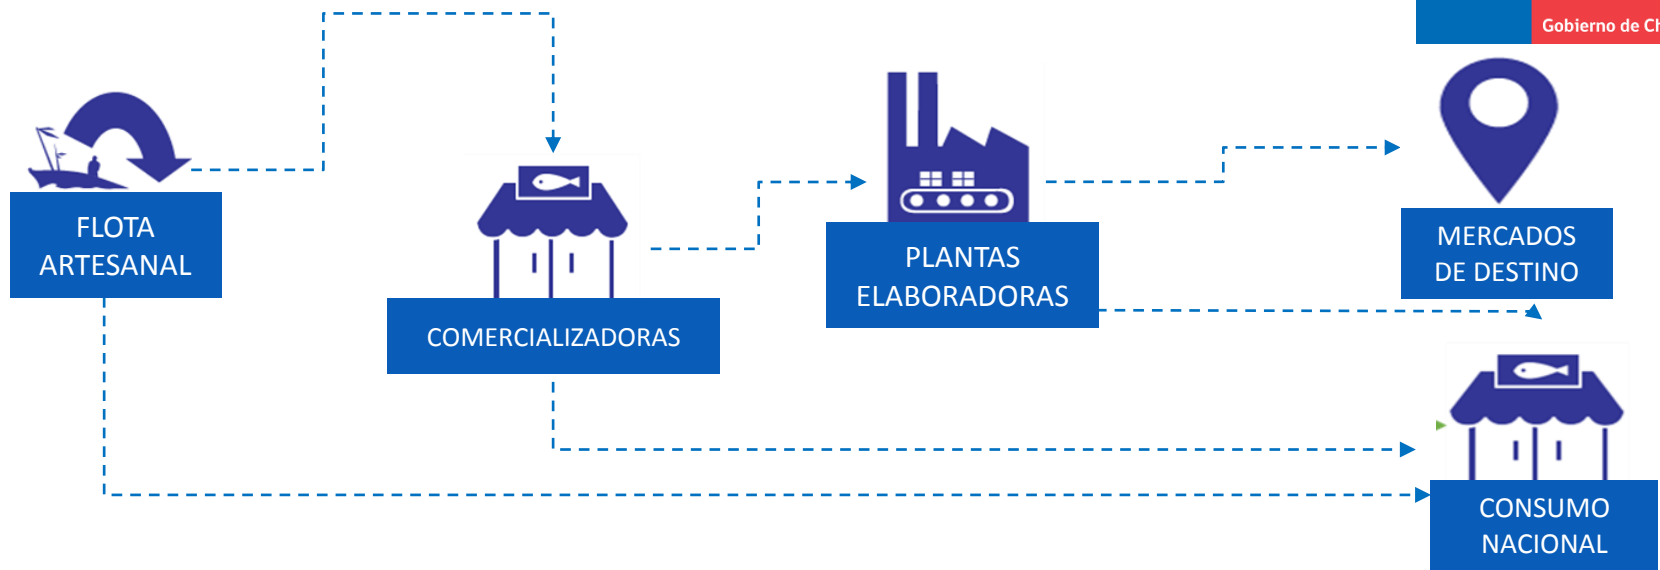 Gobierno de Ch
FLOTA
ARTESANAL
COMERCIALIZADORAS
PLANTAS
ELABORADORAS
MERCADOS
DE DESTINO
CONSUMO
NACIONAL